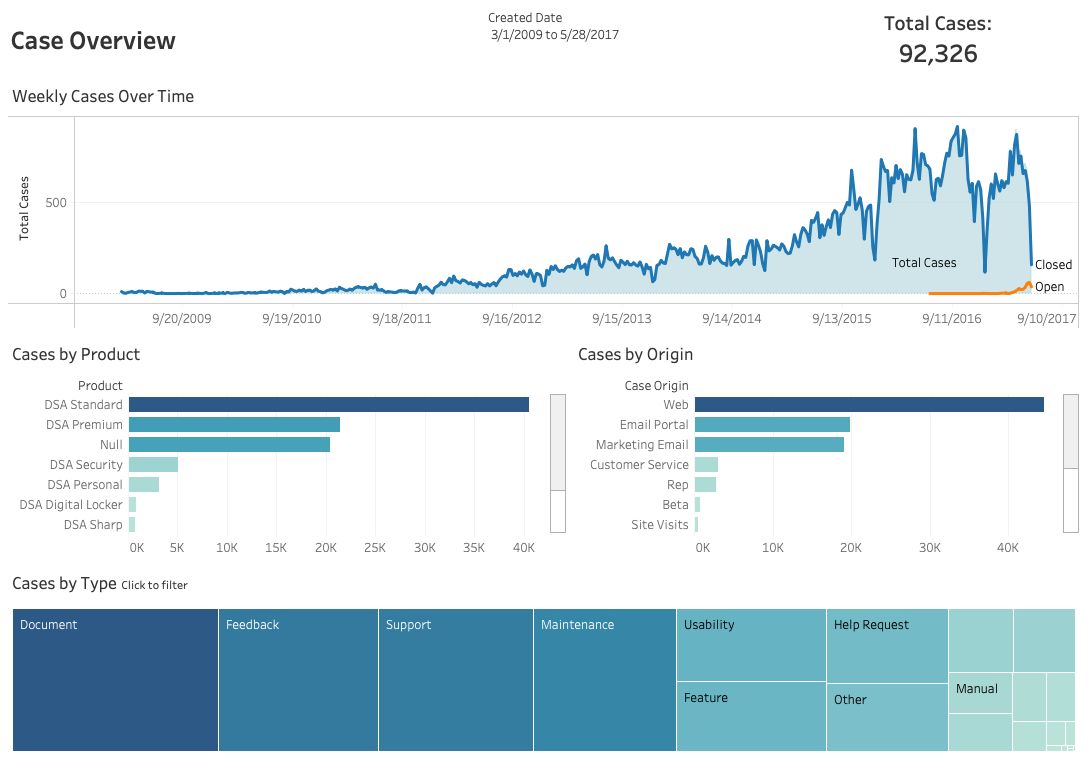 Case Overview
Created Date
3/1/2009 to 5/28/2017
Total Cases:
92,326
Weekly Cases Over Time
Total Cases
500
0
Total Cases
Closed
Open
9/20/2009
9/19/2010
9/18/2011
9/16/2012
9/15/2013
9/14/2014
9/13/2015
9/11/2016
9/10/2017
Cases by Product
Product
DSA Standard
DSA Premium
Null
DSA Security
DSA Personal
DSA Digital Locker
DSA Sharp
0K 5K 10K 15K 20K 25K 30K 35K 40K
Cases by Origin
Case Origin
Web
Email Portal
Marketing Email
Customer Service
Rep
Beta
Site Visits
0K 10K 20K 30K 40K
Cases by Type Click to filter
Document
Feedback
Support
Maintenance
Usability
Feature
Help Request
Other
Manual